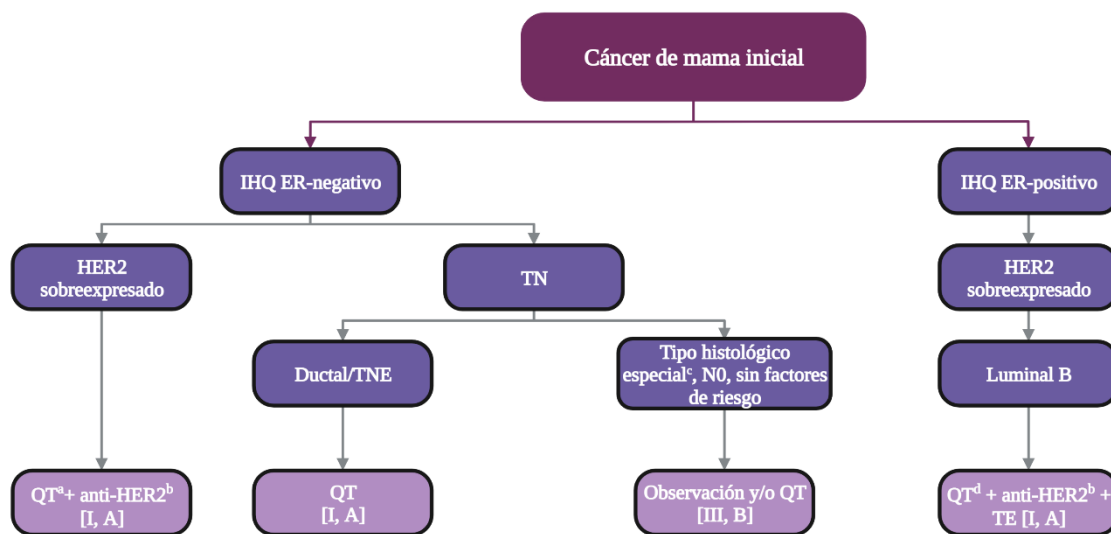 Cáncer de mama inicial
IHQ ER-negativo
IHQ ER-positivo
HER2
sobreexpresado
TN
HER2
sobreexpresado
Ductal/TNE
Tipo histológico
especialᶜ, N0, sin factores
de riesgo
Luminal B
QTᵃ+ anti-HER2ᵇ
[I, A]
QT
[I, A]
Observación y/o QT
[III, B]
QTᵈ + anti-HER2ᵇ +
TE [I, A]